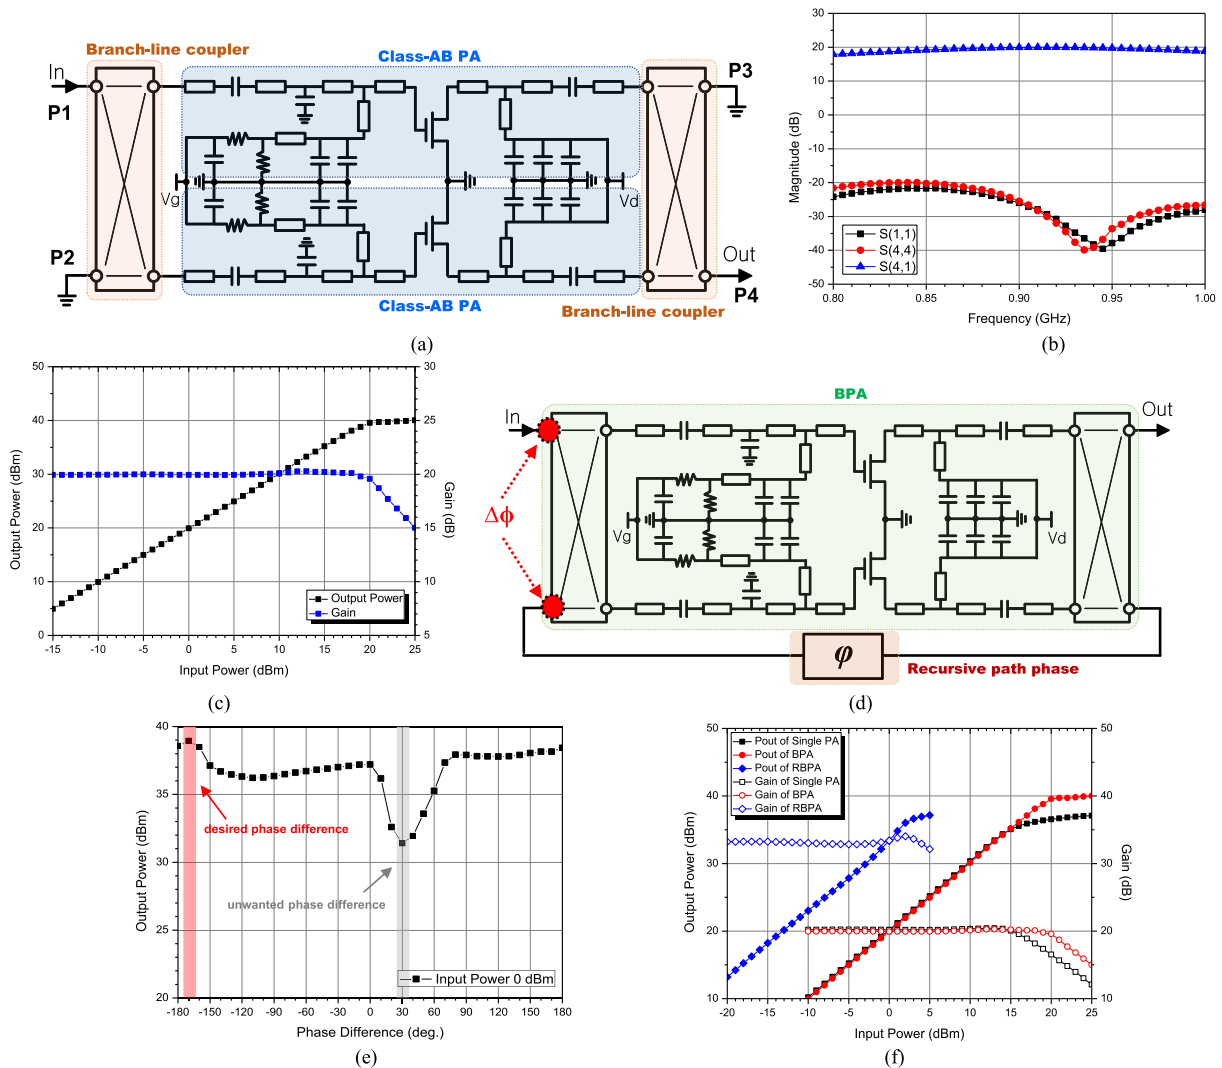 Branch-line coupler
Class-AB PA
In
P1
P3
Vg
Vd
P2
Out
P4
Class-AB PA
Branch-line coupler
(a)
30
20
10
0
-10
-20
-30
-40
-50
Magnitude (dB)
S(1,1)
S(4,4)
S(4,1)
0.80
0.85
0.90
0.95
1.00
Frequency (GHz)
(b)
50
40
30
20
10
0
Output Power (dBm)
30
25
20
15
10
5
Gain (dB)
Output Power
Gain
-15
-10
-5
0
5
10
15
20
25
Input Power (dBm)
(c)
BPA
In
Out
Δϕ
Vg
Vd
φ
Recursive path phase
(d)
40
35
30
25
20
Output Power (dBm)
desired phase difference
unwanted phase difference
Input Power 0 dBm
-180
-150
-120
-90
-60
-30
0
30
60
90
120
150
180
Phase Difference (deg.)
(e)
50
40
30
20
10
Output Power (dBm)
Pout of Single PA
Pout of BPA
Pout of RBPA
Gain of Single PA
Gain of BPA
Gain of RBPA
50
40
30
20
10
Gain (dB)
-20
-15
-10
-5
0
5
10
15
20
25
Input Power (dBm)
(f)